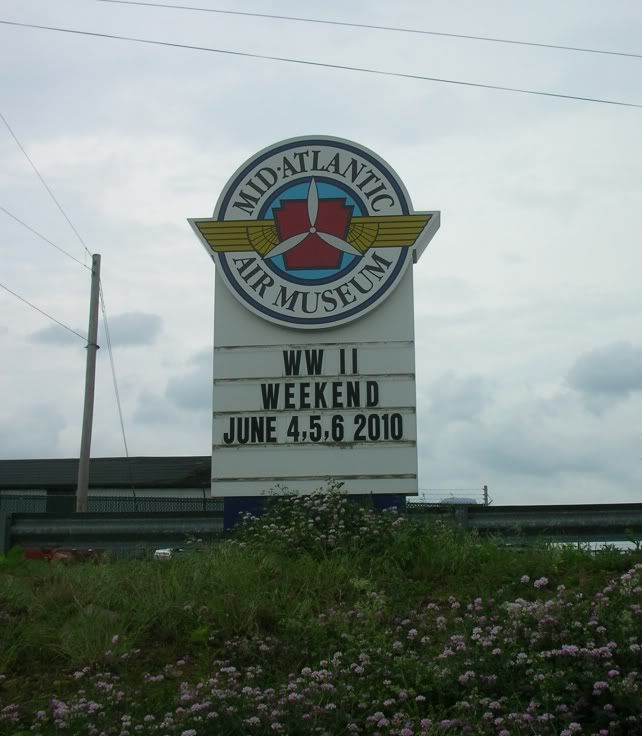 MID·ATLANTIC
AIR MUSEUM
WW II
WEEKEND
JUNE 4,5,6 2010